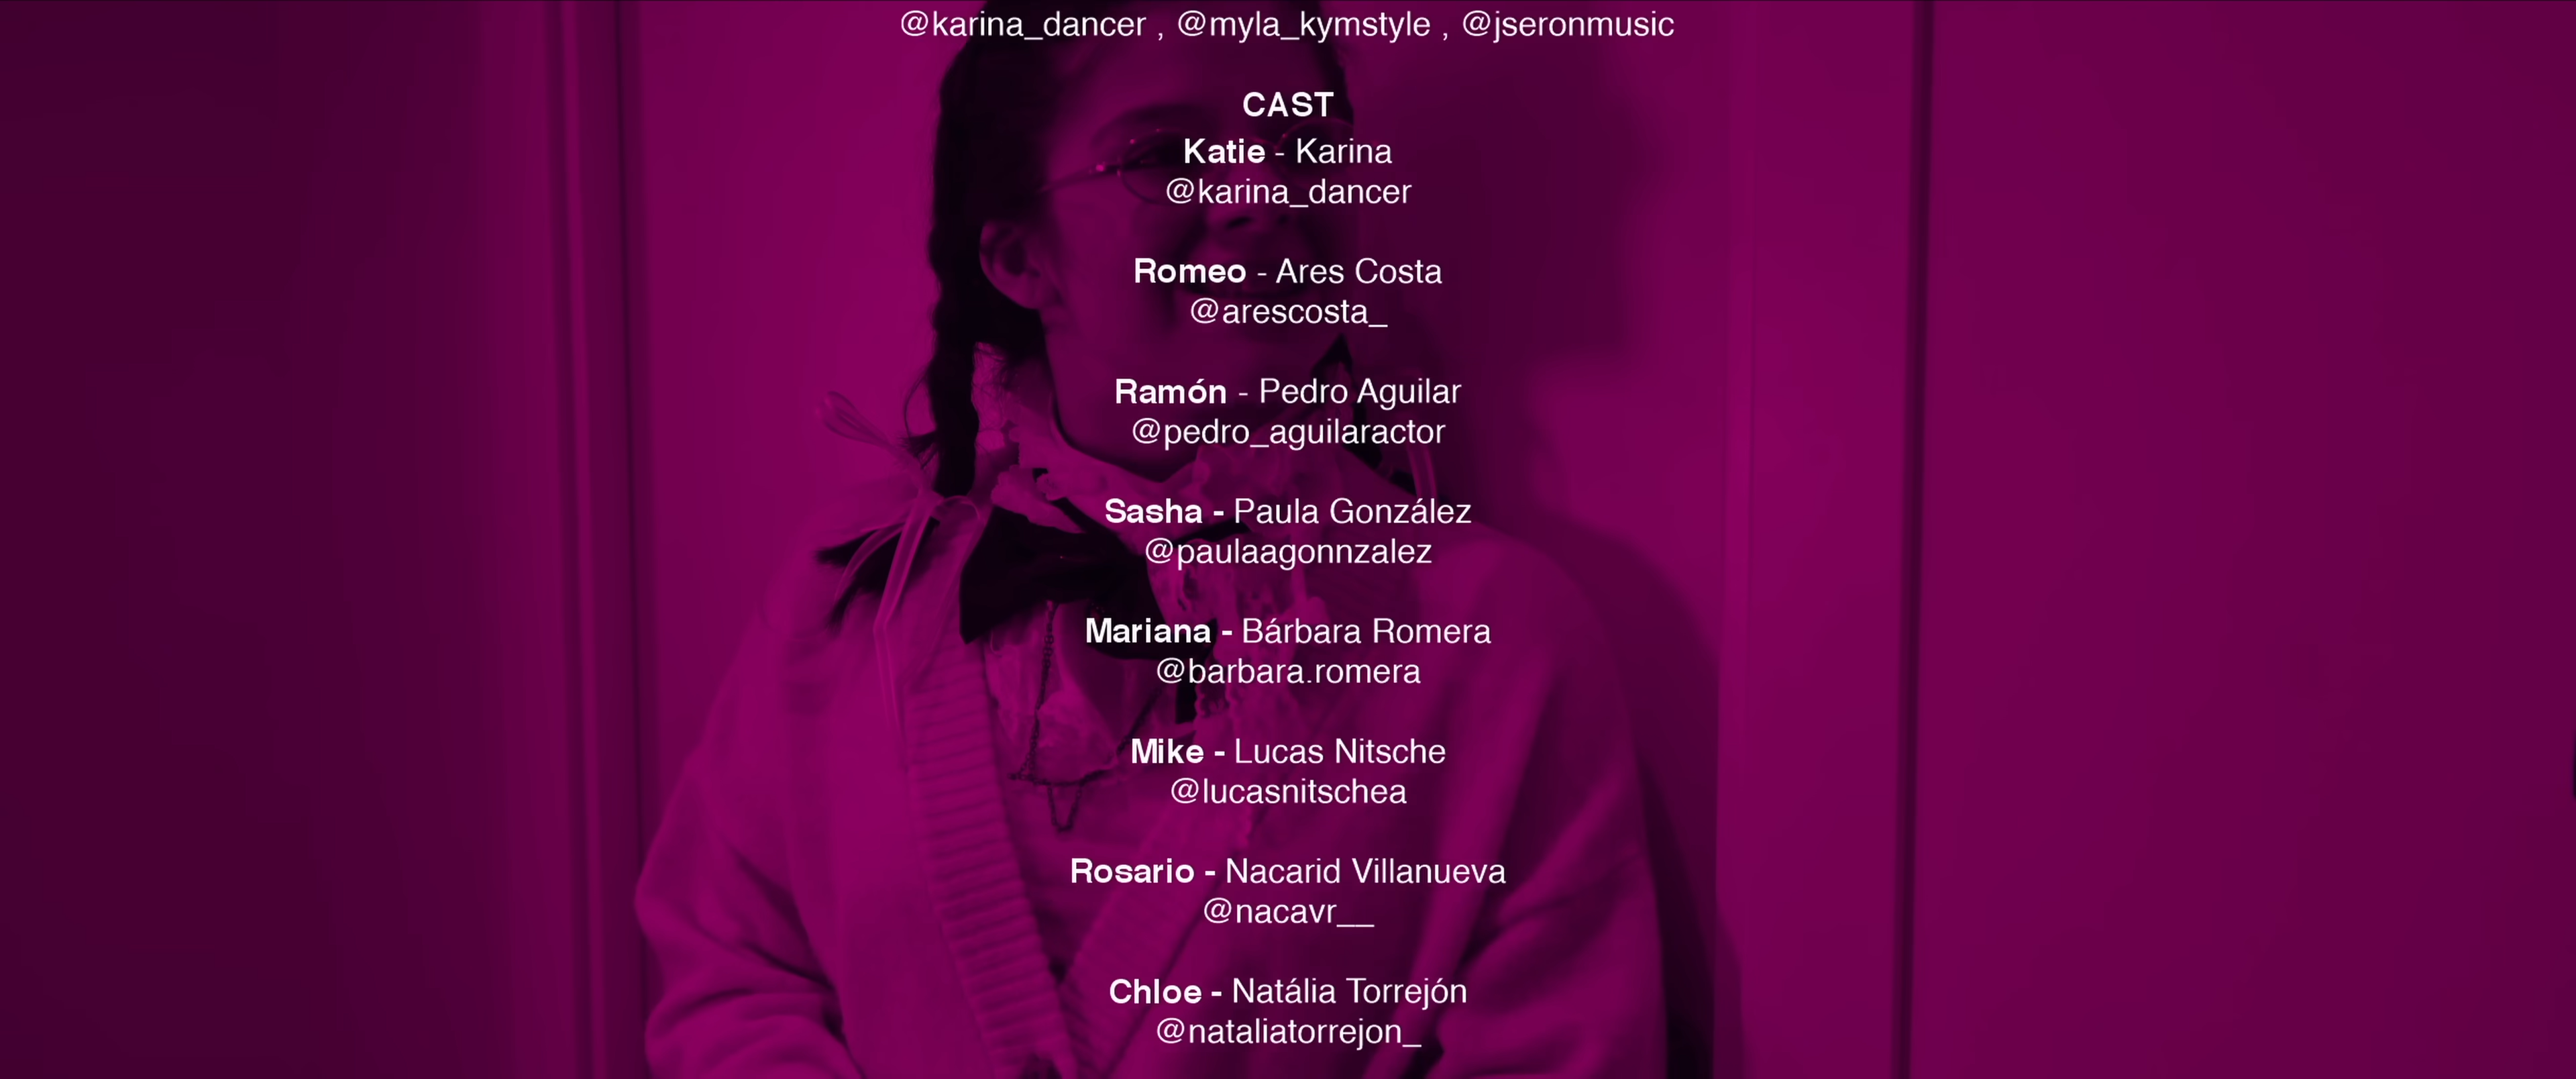 @karina_dancer , @myla_kymstyle , @jseronmusic
CAST
Katie - Karina
@karina_dancer
Romeo - Ares Costa
@arescosta_
Ramón - Pedro Aguilar
@pedro_aguilaractor
Sasha - Paula González
@paulaagonnzalez
Mariana - Bárbara Romera
@barbara.romera
Mike - Lucas Nitsche
@lucasnitschea
Rosario - Nacarid Villanueva
@nacavr__
Chloe - Natália Torrejón
@nataliatorrejon_